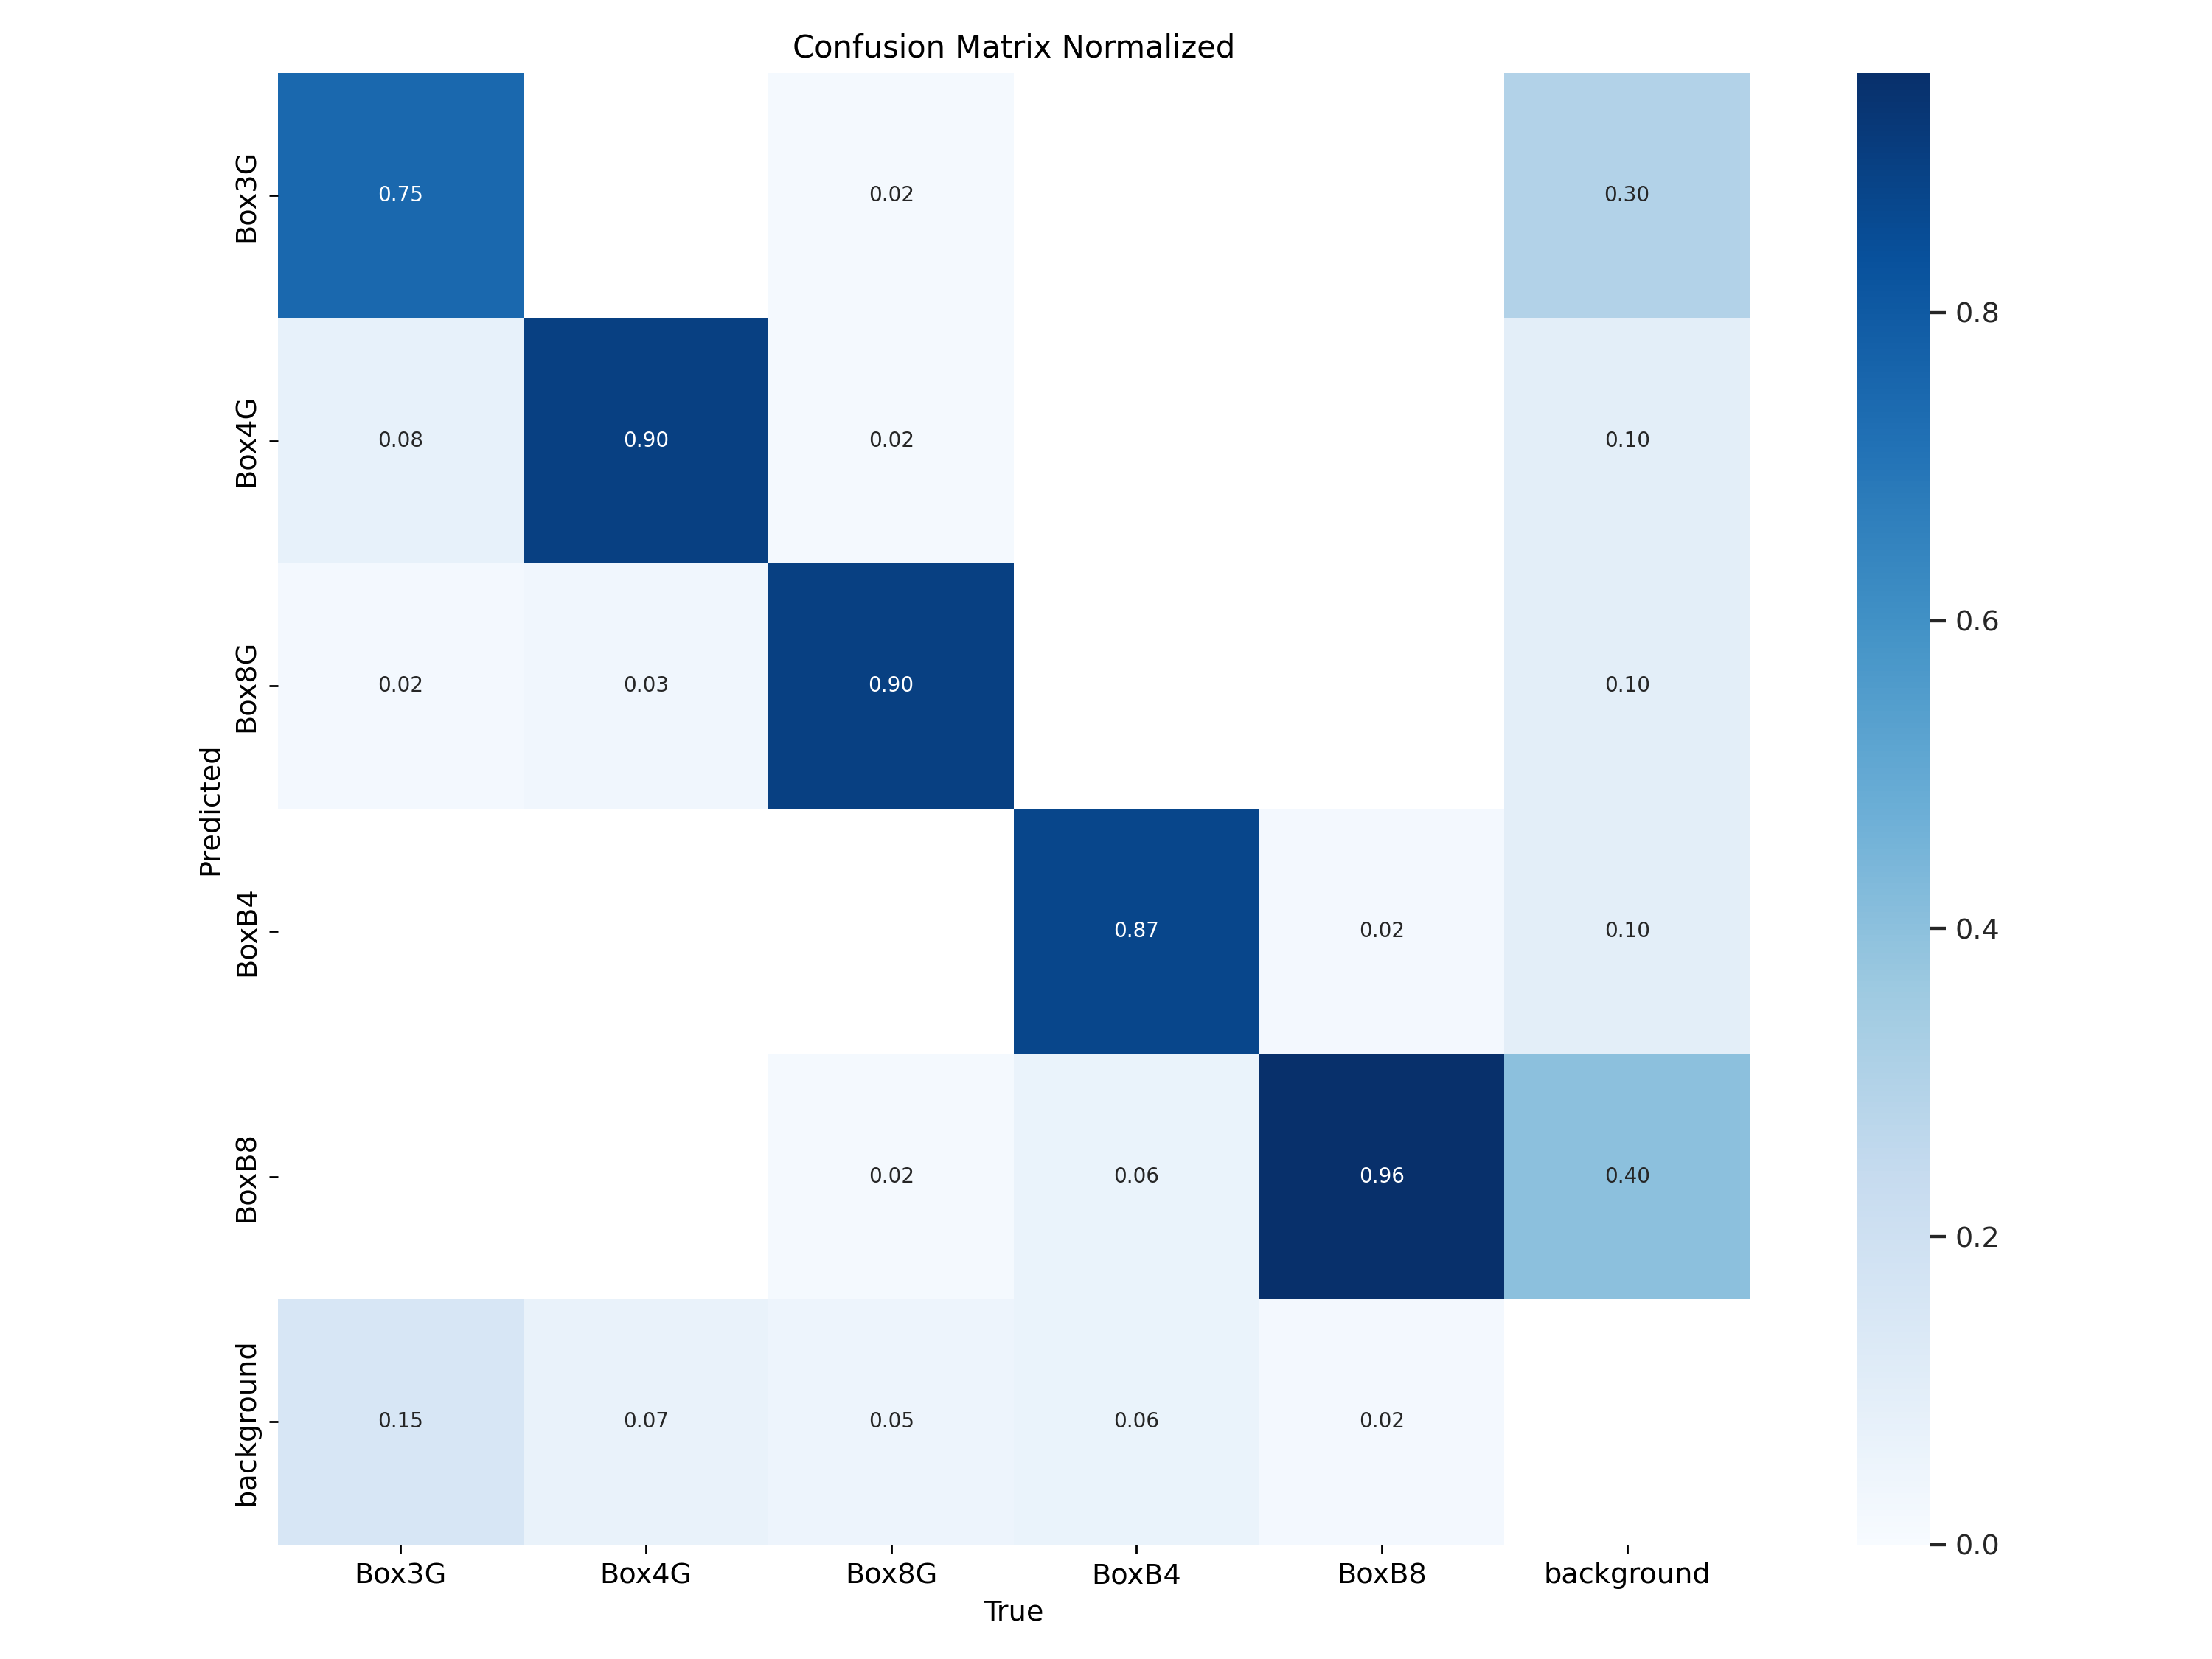 Confusion Matrix Normalized
Box3G
0.75
0.02
0.30
0.8
Box4G
0.08
0.90
0.02
0.10
0.6
Box8G
0.02
0.03
0.90
0.10
Predicted
BoxB4
0.87
0.02
0.10
0.4
BoxB8
0.02
0.06
0.96
0.40
0.2
background
0.15
0.07
0.05
0.06
0.02
0.0
Box3G Box4G Box8G BoxB4 BoxB8 background
True